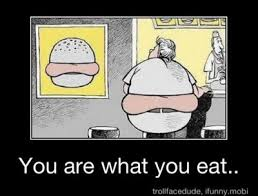 You are what you eat..
trollfacedude, ifunny.mobi